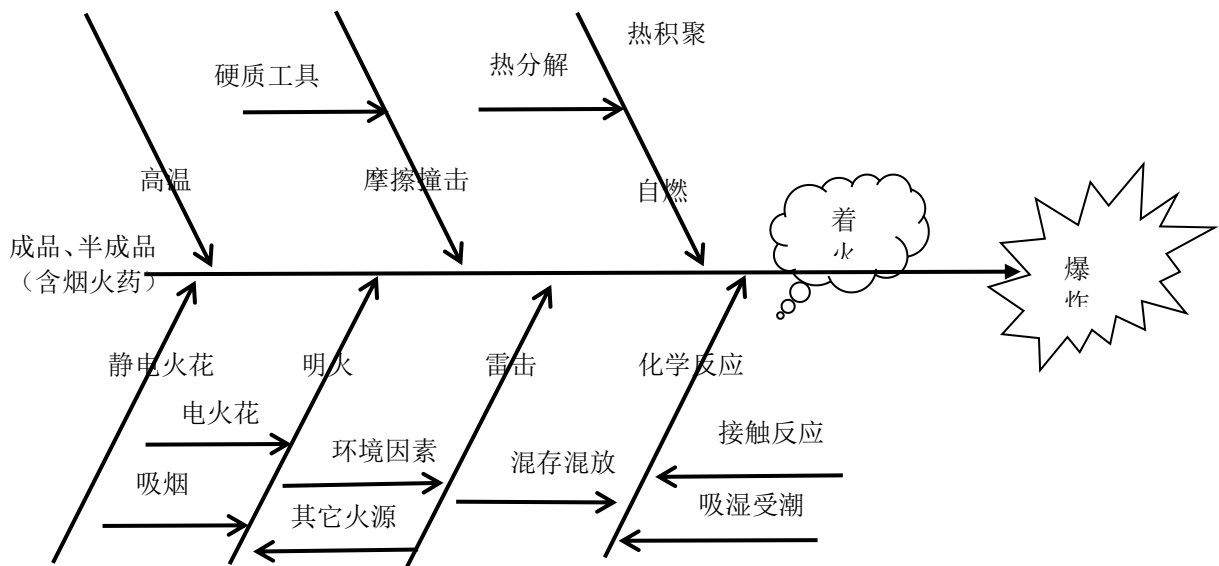 热积聚
热分解
硬质工具
高温
摩擦撞击
自燃
着
火
成品、半成品
（含烟火药）
爆
炸
静电火花
明火
雷击
化学反应
电火花
接触反应
环境因素
混存混放
吸烟
吸湿受潮
其它火源